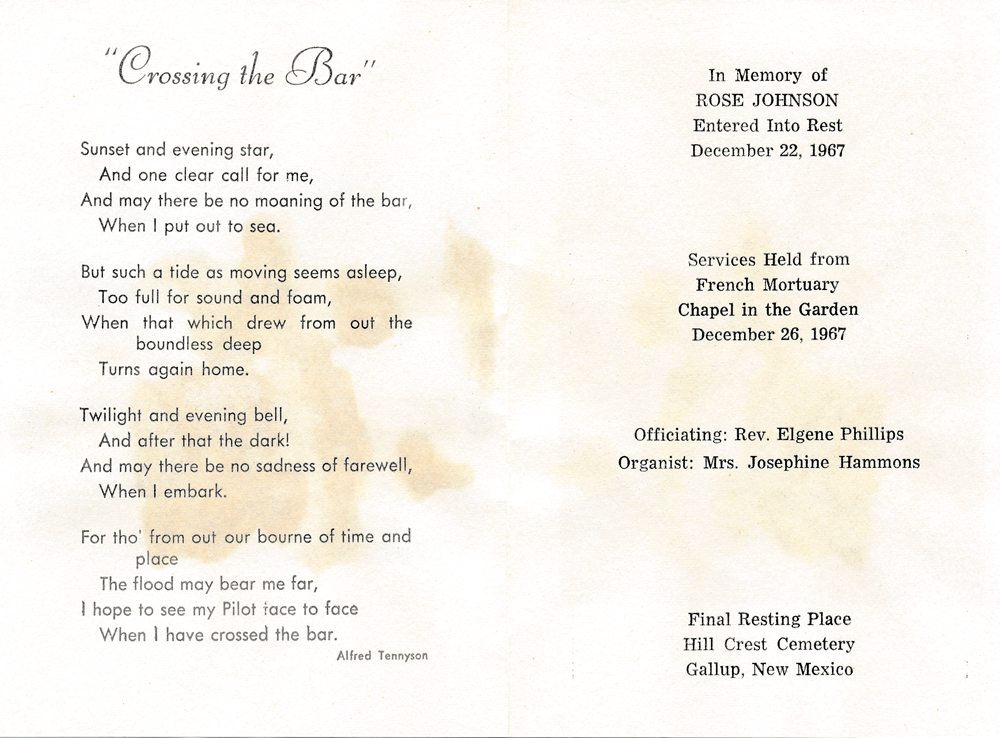 "Crossing the Bar"
Sunset and evening star,
And one clear call for me,
And may there be no moaning of the bar,
When I put out to sea.
But such a tide as moving seems asleep,
Too full for sound and foam,
When that which drew from out the
boundless deep
Turns again home.
Twilight and evening bell,
And after that the dark!
And may there be no sadness of farewell,
When I embark.
For tho' from out our bourne of time and
place
The flood may bear me far,
I hope to see my Pilot face to face
When I have crossed the bar.
Alfred Tennyson
In Memory of
ROSE JOHNSON
Entered Into Rest
December 22, 1967
Services Held from
French Mortuary
Chapel in the Garden
December 26, 1967
Officiating: Rev. Elgene Phillips
Organist: Mrs. Josephine Hammons
Final Resting Place
Hill Crest Cemetery
Gallup, New Mexico